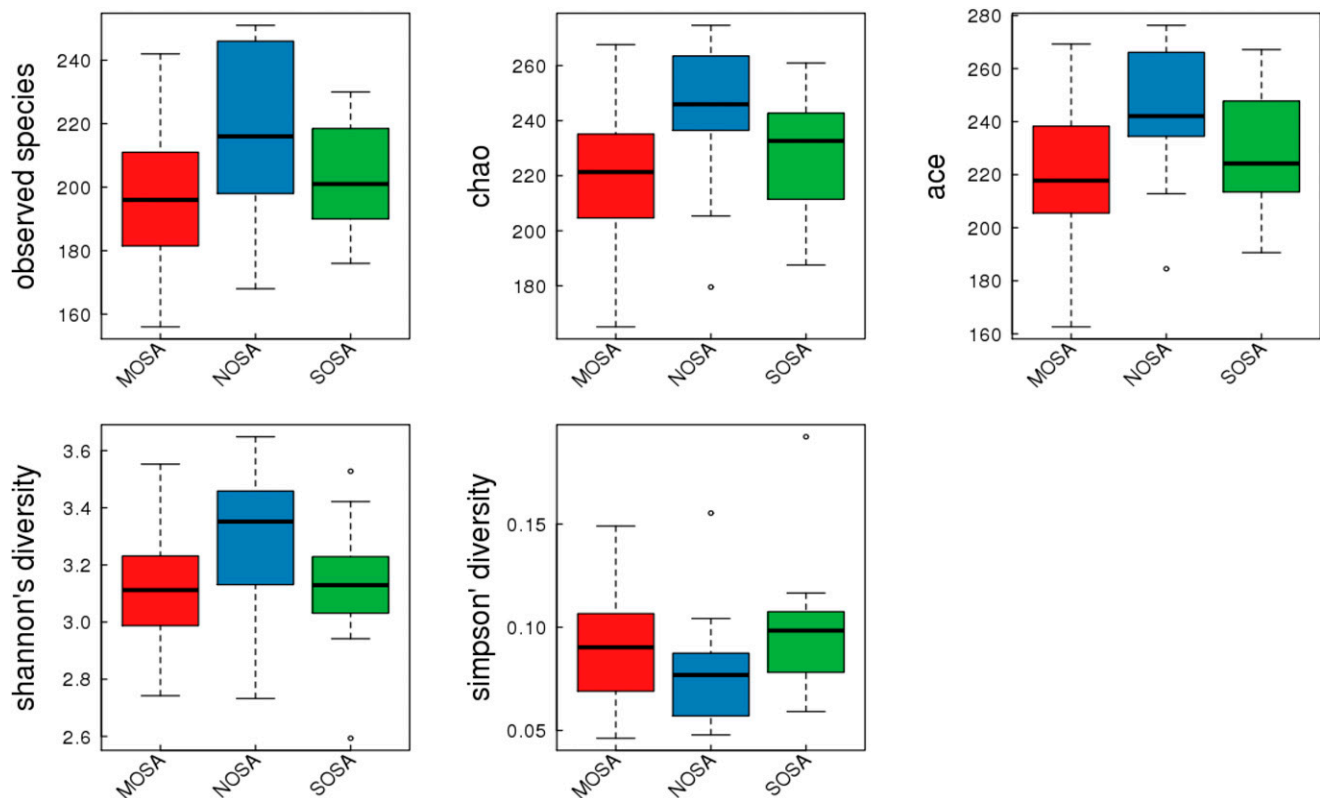 observed species
240
220
200
180
160
MOSA
NOSA
SOSA
chao
260
240
220
200
180
MOSA
NOSA
SOSA
ace
280
260
240
220
200
180
160
MOSA
NOSA
SOSA
shannon's diversity
3.6
3.4
3.2
3.0
2.8
2.6
MOSA
NOSA
SOSA
simpson' diversity
0.15
0.10
0.05
MOSA
NOSA
SOSA